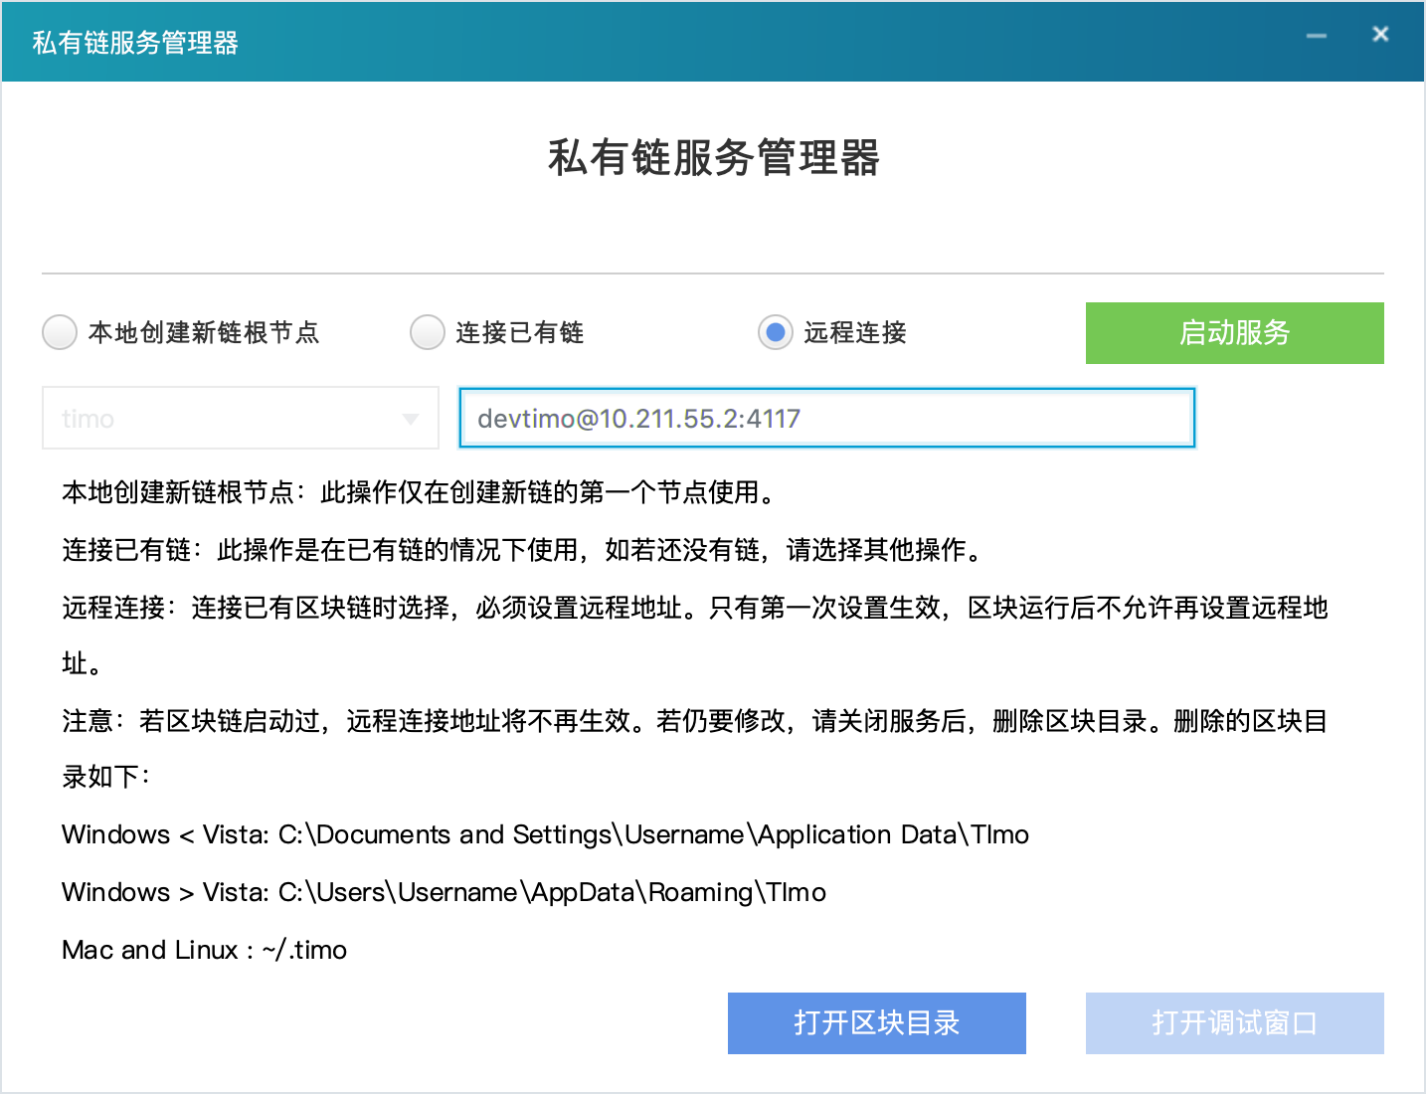 私有链服务管理器
私有链服务管理器
本地创建新链根节点 连接已有链 远程连接 启动服务
timo devtimo@10.211.55.2:4117
本地创建新链根节点：此操作仅在创建新链的第一个节点使用。
连接已有链：此操作是在已有链的情况下使用，如若还没有链，请选择其他操作。
远程连接：连接已有区块链时选择，必须设置远程地址。只有第一次设置生效，区块运行后不允许再设置远程地
址。
注意：若区块链启动过，远程连接地址将不再生效。若仍要修改，请关闭服务后，删除区块目录。删除的区块目
录如下：
Windows < Vista: C:\Documents and Settings\Username\Application Data\TImo
Windows > Vista: C:\Users\Username\AppData\Roaming\TImo
Mac and Linux : ~/.timo
打开区块目录 打开调试窗口